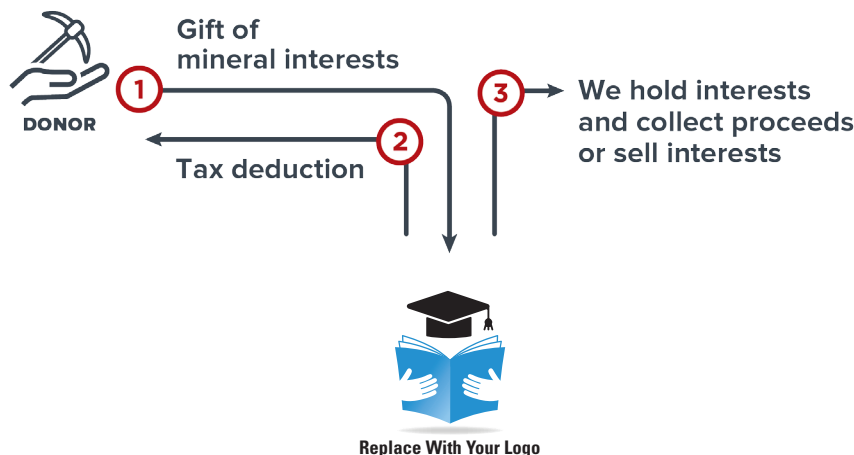 Gift of
mineral interests
1
DONOR
2
Tax deduction
3
We hold interests
and collect proceeds
or sell interests
Replace With Your Logo